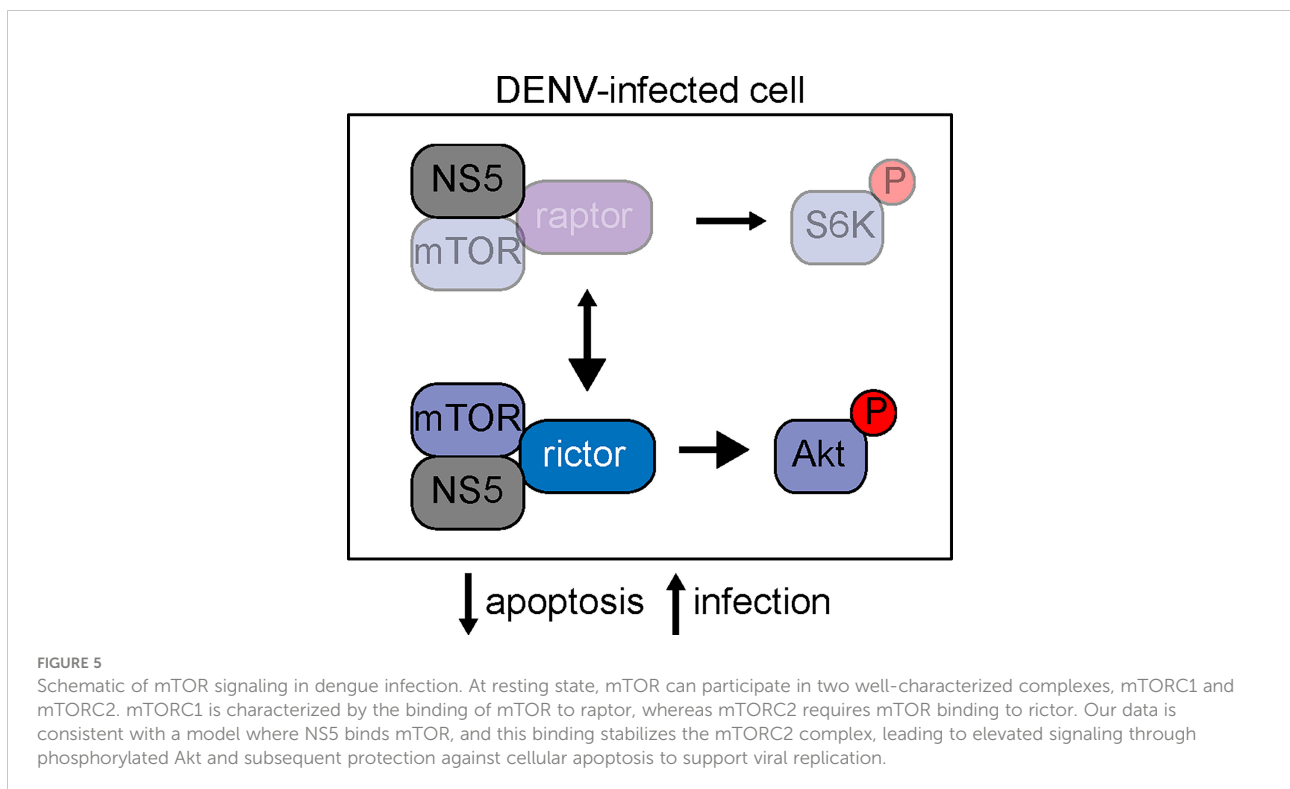 DENV-infected cell
NS5
mTOR
raptor
S6K
P
mTOR
NS5
rictor
Akt
P
apoptosis
infection
FIGURE 5
Schematic of mTOR signaling in dengue infection. At resting state, mTOR can participate in two well-characterized complexes, mTORC1 and
mTORC2. mTORC1 is characterized by the binding of mTOR to raptor, whereas mTORC2 requires mTOR binding to rictor. Our data is
consistent with a model where NS5 binds mTOR, and this binding stabilizes the mTORC2 complex, leading to elevated signaling through
phosphorylated Akt and subsequent protection against cellular apoptosis to support viral replication.